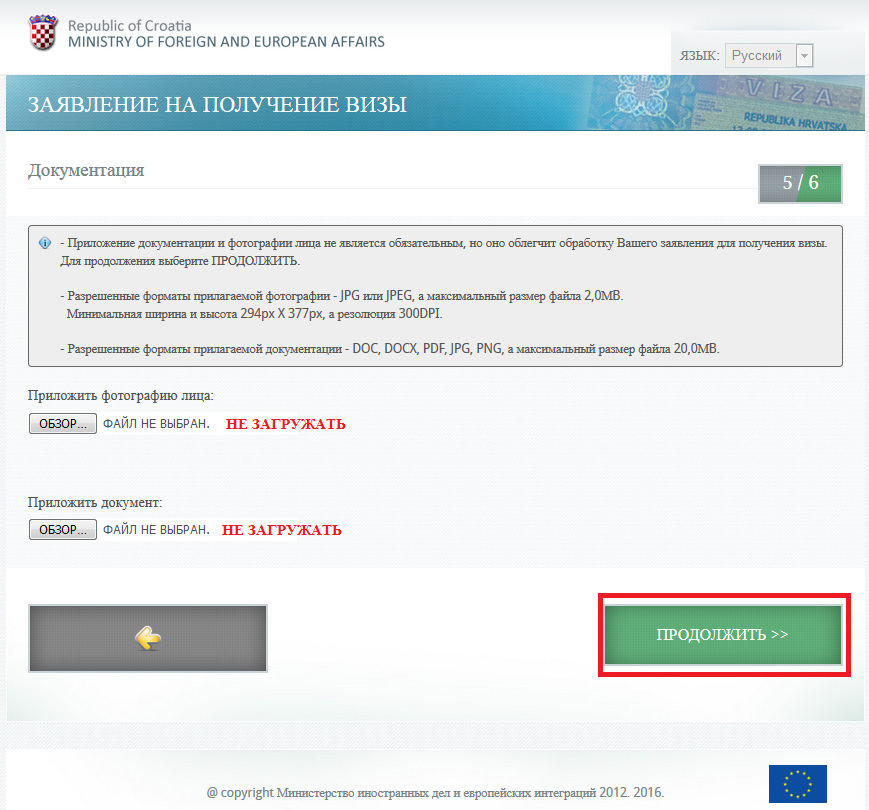 Republic of Croatia
MINISTRY OF FOREIGN AND EUROPEAN AFFAIRS
ЯЗЫК: Русский
ЗАЯВЛЕНИЕ НА ПОЛУЧЕНИЕ ВИЗЫ
VIZA
REPUBLIKA HRVATSKA
Документация
5 / 6
- Приложение документации и фотографии лица не является обязательным, но оно облегчит обработку Вашего заявления для получения визы.
Для продолжения выберите ПРОДОЛЖИТЬ.
- Разрешенные форматы прилагаемой фотографии - JPG или JPEG, а максимальный размер файла 2,0MB.
Минимальная ширина и высота 294px X 377px, а резолюция 300DPI.
- Разрешенные форматы прилагаемой документации - DOC, DOCX, PDF, JPG, PNG, а максимальный размер файла 20,0MB.
Приложить фотографию лица:
ОБЗОР... ФАЙЛ НЕ ВЫБРАН. НЕ ЗАГРУЖАТЬ
Приложить документ:
ОБЗОР... ФАЙЛ НЕ ВЫБРАН. НЕ ЗАГРУЖАТЬ
ПРОДОЛЖИТЬ >>
@ copyright Министерство иностранных дел и европейских интеграций 2012. 2016.